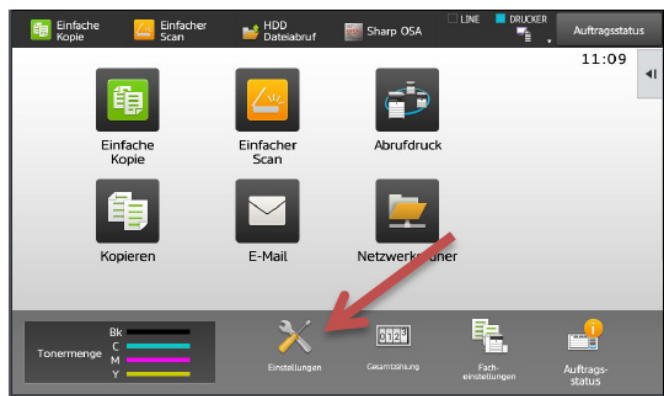 Einfache
Kopie
Einfacher
Scan
HDD
Dateiabruf
Sharp OSA
LINE
DRUCKER
Auftragsstatus
11:09
Einfache
Kopie
Einfacher
Scan
Abrufdruck
Kopieren
E-Mail
Tonermenge
Bk
C
M
Y
Einstellungen
Gesamtzählung
Fach-
einstellungen
Auftrags-
status